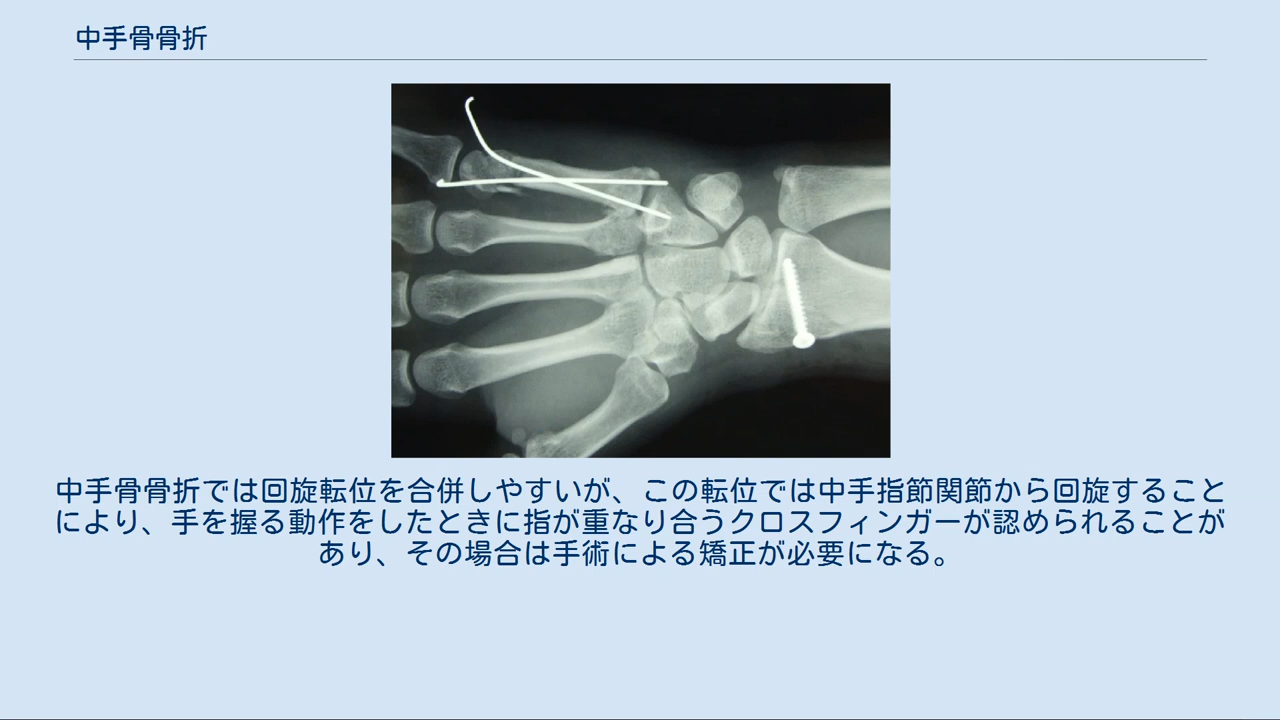 中手骨骨折
中手骨骨折では回旋転位を合併しやすいが、この転位では中手指節関節から回旋すること
により、手を握る動作をしたときに指が重なり合うクロスフィンガーが認められることが
あり、その場合は手術による矯正が必要になる。